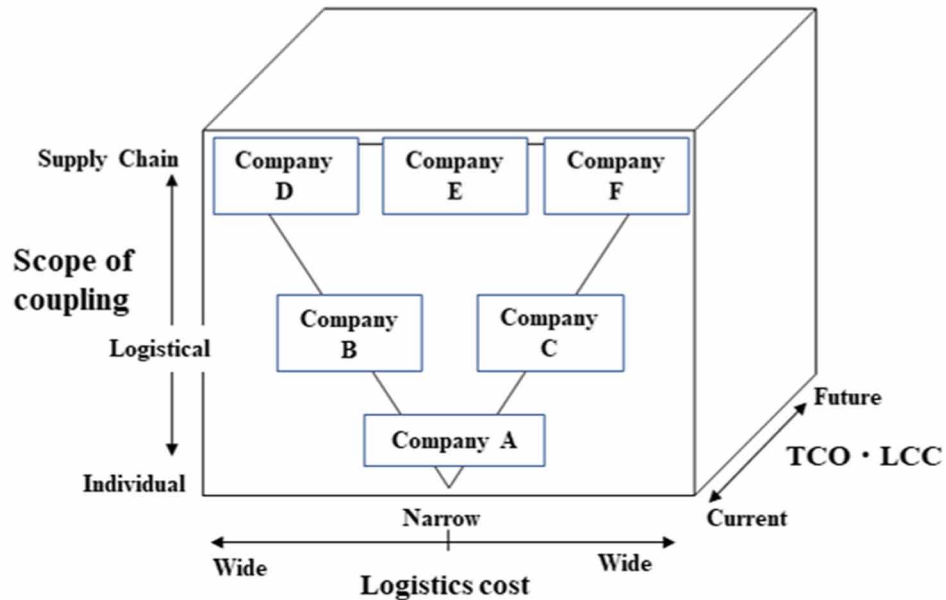 Supply Chain
Company
D
Company
E
Company
F
Scope of
coupling
Company
B
Company
C
Logistical
Company A
Individual
Future
TCO・LCC
Current
Narrow
Wide
Wide
Logistics cost